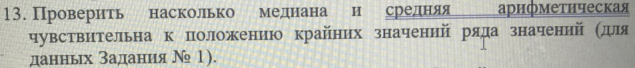 13. Проверить насколько медиана и средняя арифметическая
чувствительна к положению крайних значений ряда значений (для
данных Задания № 1).